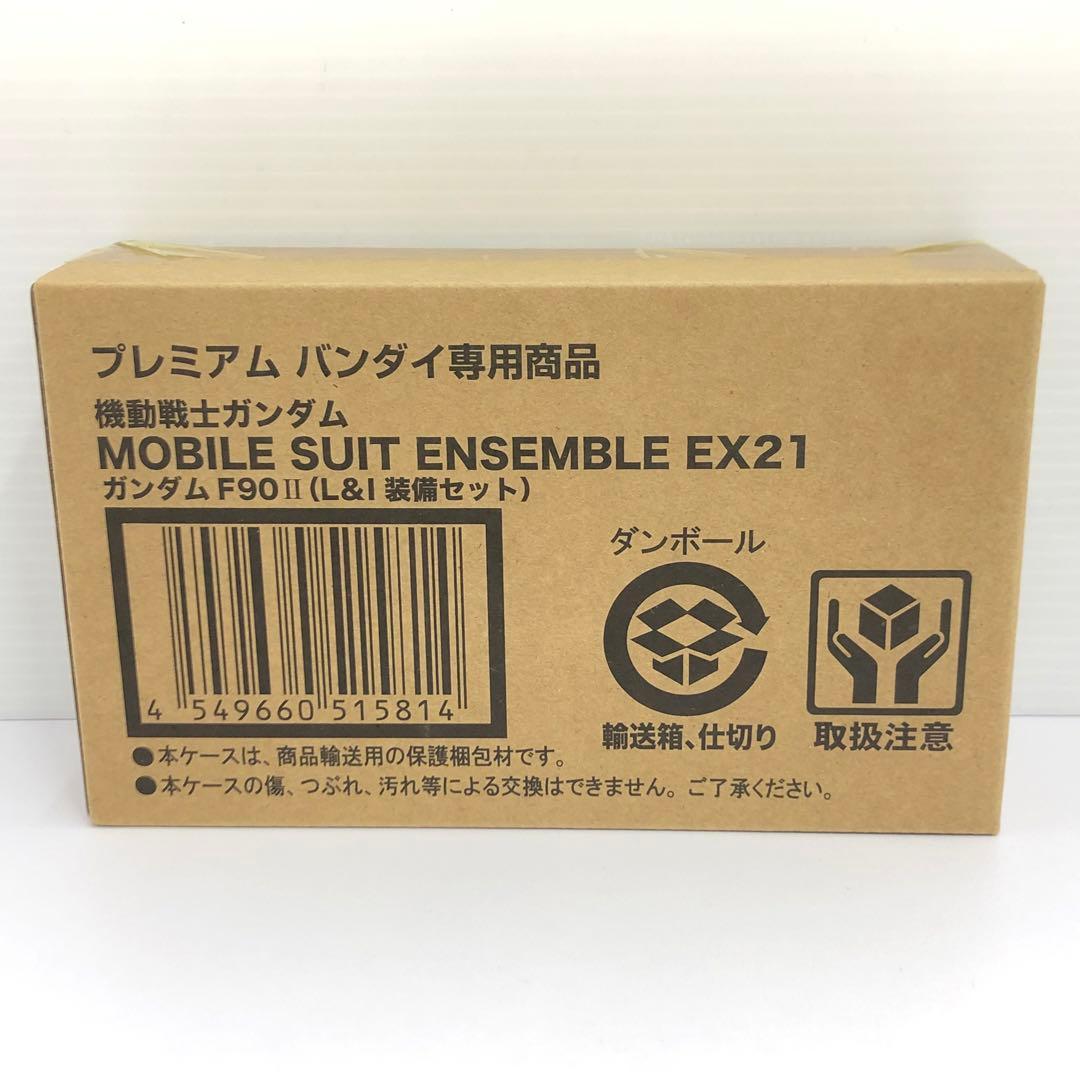 プレミアム バンダイ専用商品
機動戦士ガンダム
MOBILE SUIT ENSEMBLE EX21
ガンダムF90Ⅱ(L&I 装備セット)
4 549660 515814
ダンボール
輸送箱、仕切り
取扱注意
●本ケースは、商品輸送用の保護梱包材です。
●本ケースの傷、つぶれ、汚れ等による交換はできません。ご了承ください。